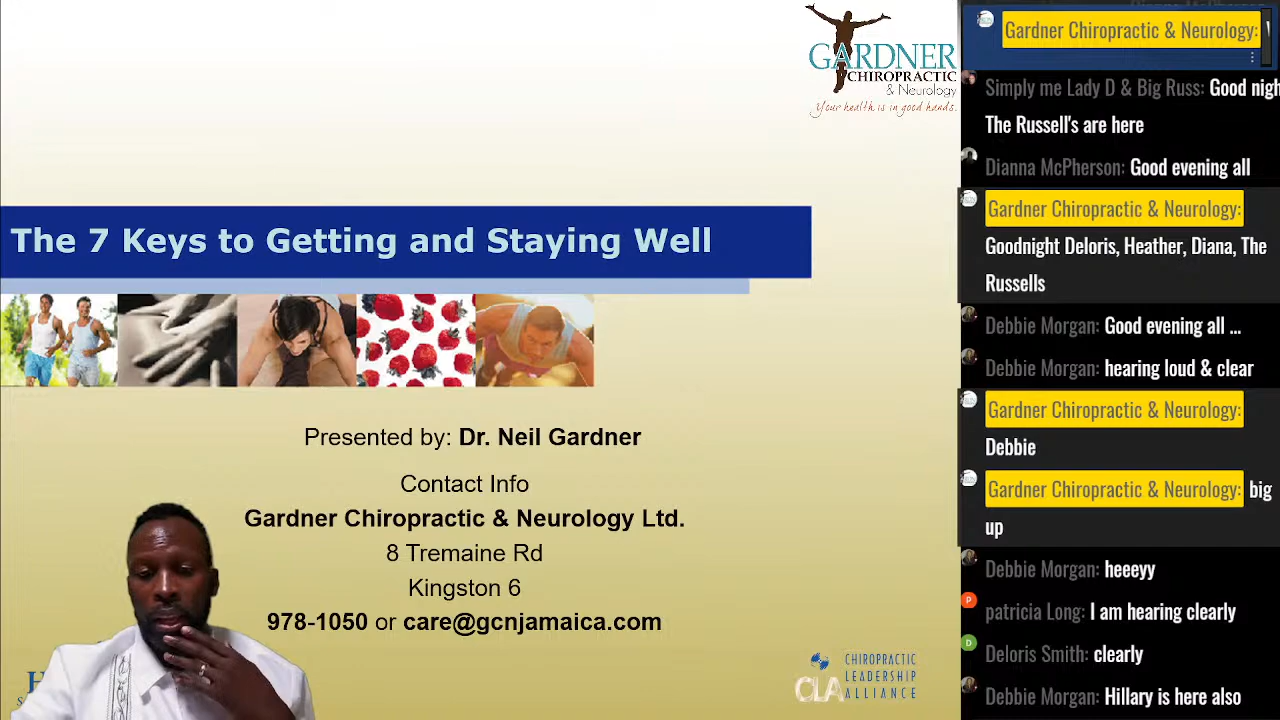 GARDNER
CHIROPRACTIC
& Neurology
Your health is in good hands.
The 7 Keys to Getting and Staying Well
Presented by: Dr. Neil Gardner
Contact Info
Gardner Chiropractic & Neurology Ltd.
8 Tremaine Rd
Kingston 6
978-1050 or care@gcnjamaica.com
CLA
CHIROPRACTIC
LEADERSHIP
ALLIANCE
Gardner Chiropractic & Neurology:
Simply me Lady D & Big Russ: Good nigh
The Russell's are here
Dianna McPherson: Good evening all
Gardner Chiropractic & Neurology:
Goodnight Deloris, Heather, Diana, The
Russells
Debbie Morgan: Good evening all ...
Debbie Morgan: hearing loud & clear
Gardner Chiropractic & Neurology:
Debbie
Gardner Chiropractic & Neurology: big
up
Debbie Morgan: heeeyy
patricia Long: I am hearing clearly
Deloris Smith: clearly
Debbie Morgan: Hillary is here also